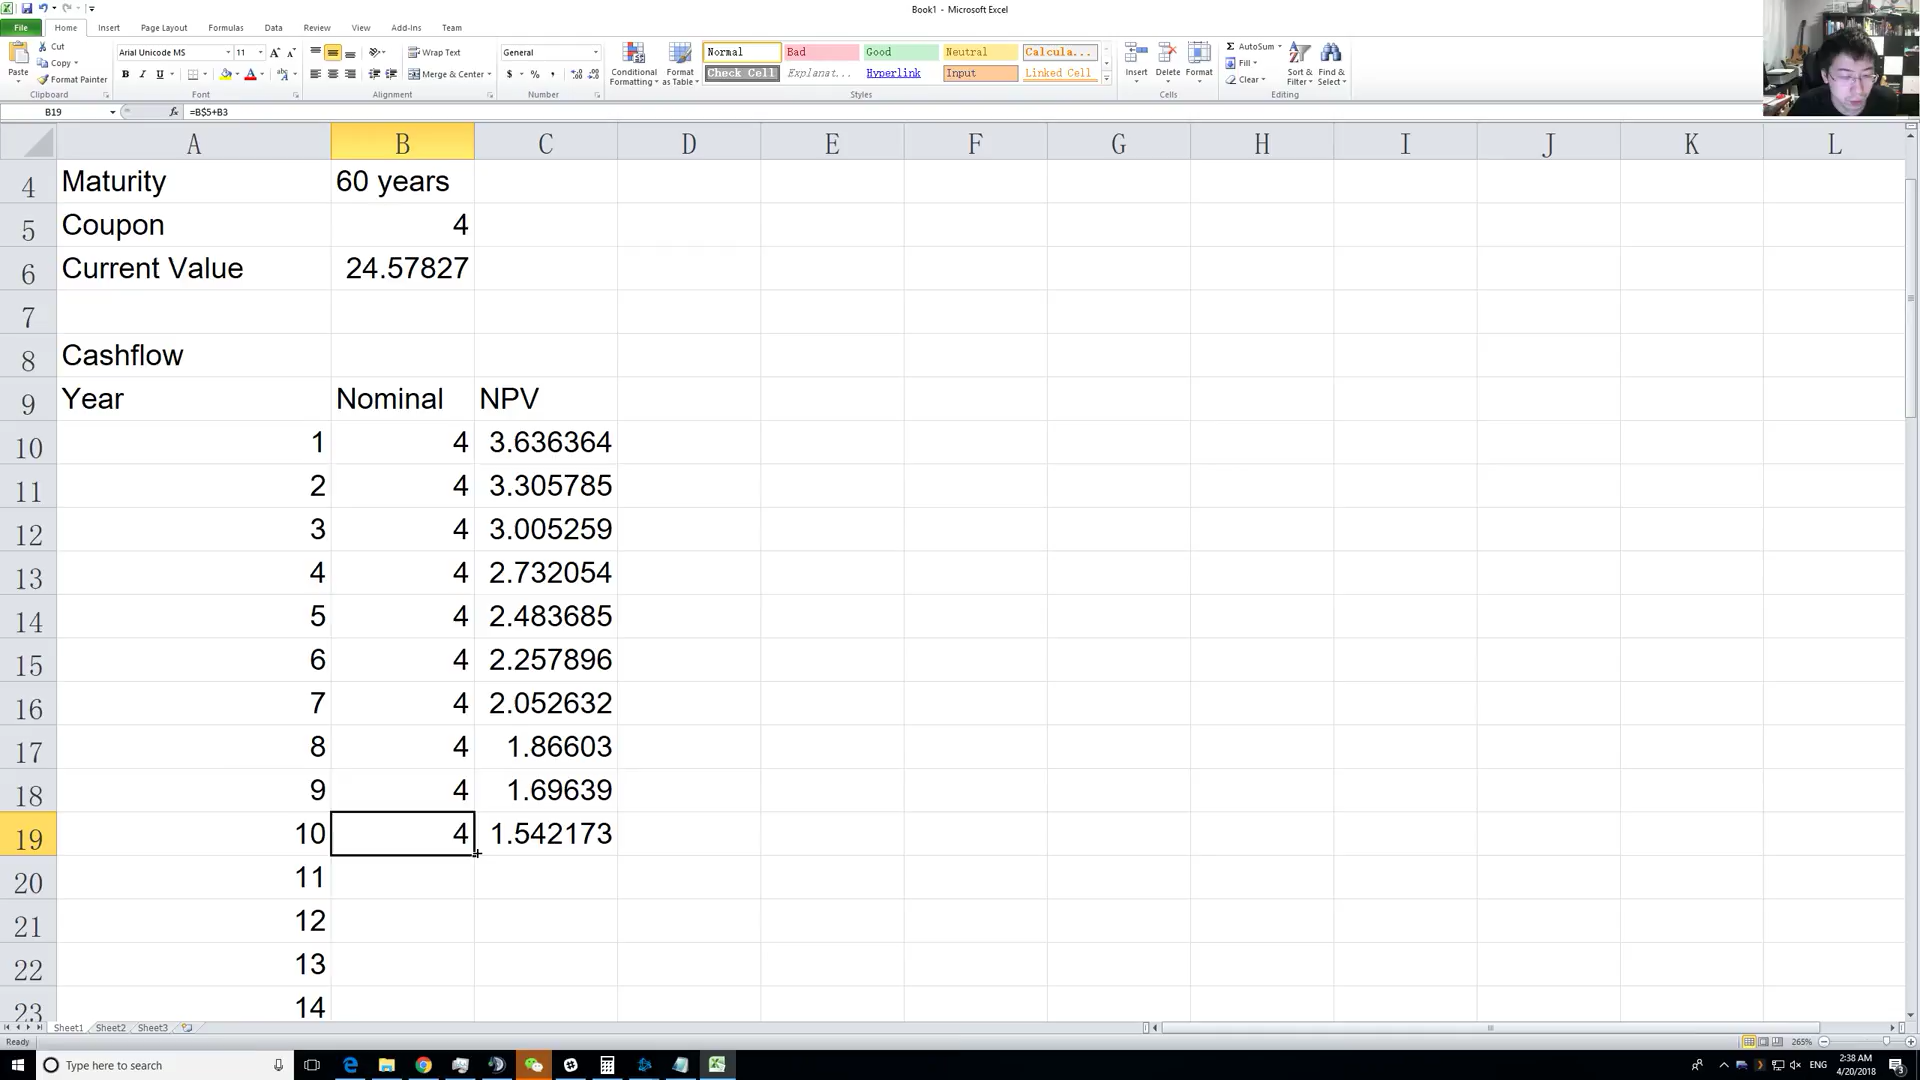 Book1 - Microsoft Excel
File Home Insert Page Layout Formulas Data Review View Add-Ins Team
Paste
Cut
Copy
Format Painter
Clipboard
Arial Unicode MS 11
Font
Wrap Text
Merge & Center
Alignment
General
Number
Conditional Formatting
Format as Table
Normal Bad Good Neutral Calcula...
Check Cell Explanat... Hyperlink Input Linked Cell
Styles
Insert Delete Format
Cells
AutoSum
Fill
Clear
Sort & Filter
Find & Select
Editing
B19 fx =B$5+B3
A B C D E F G H I J K L
4 Maturity 60 years
5 Coupon 4
6 Current Value 24.57827
7
8 Cashflow
9 Year Nominal NPV
10 1 4 3.636364
11 2 4 3.305785
12 3 4 3.005259
13 4 4 2.732054
14 5 4 2.483685
15 6 4 2.257896
16 7 4 2.052632
17 8 4 1.86603
18 9 4 1.69639
19 10 4 1.542173
20 11
21 12
22 13
23 14
Sheet1 Sheet2 Sheet3
Ready 265%
Type here to search
ENG
2:38 AM
4/20/2018